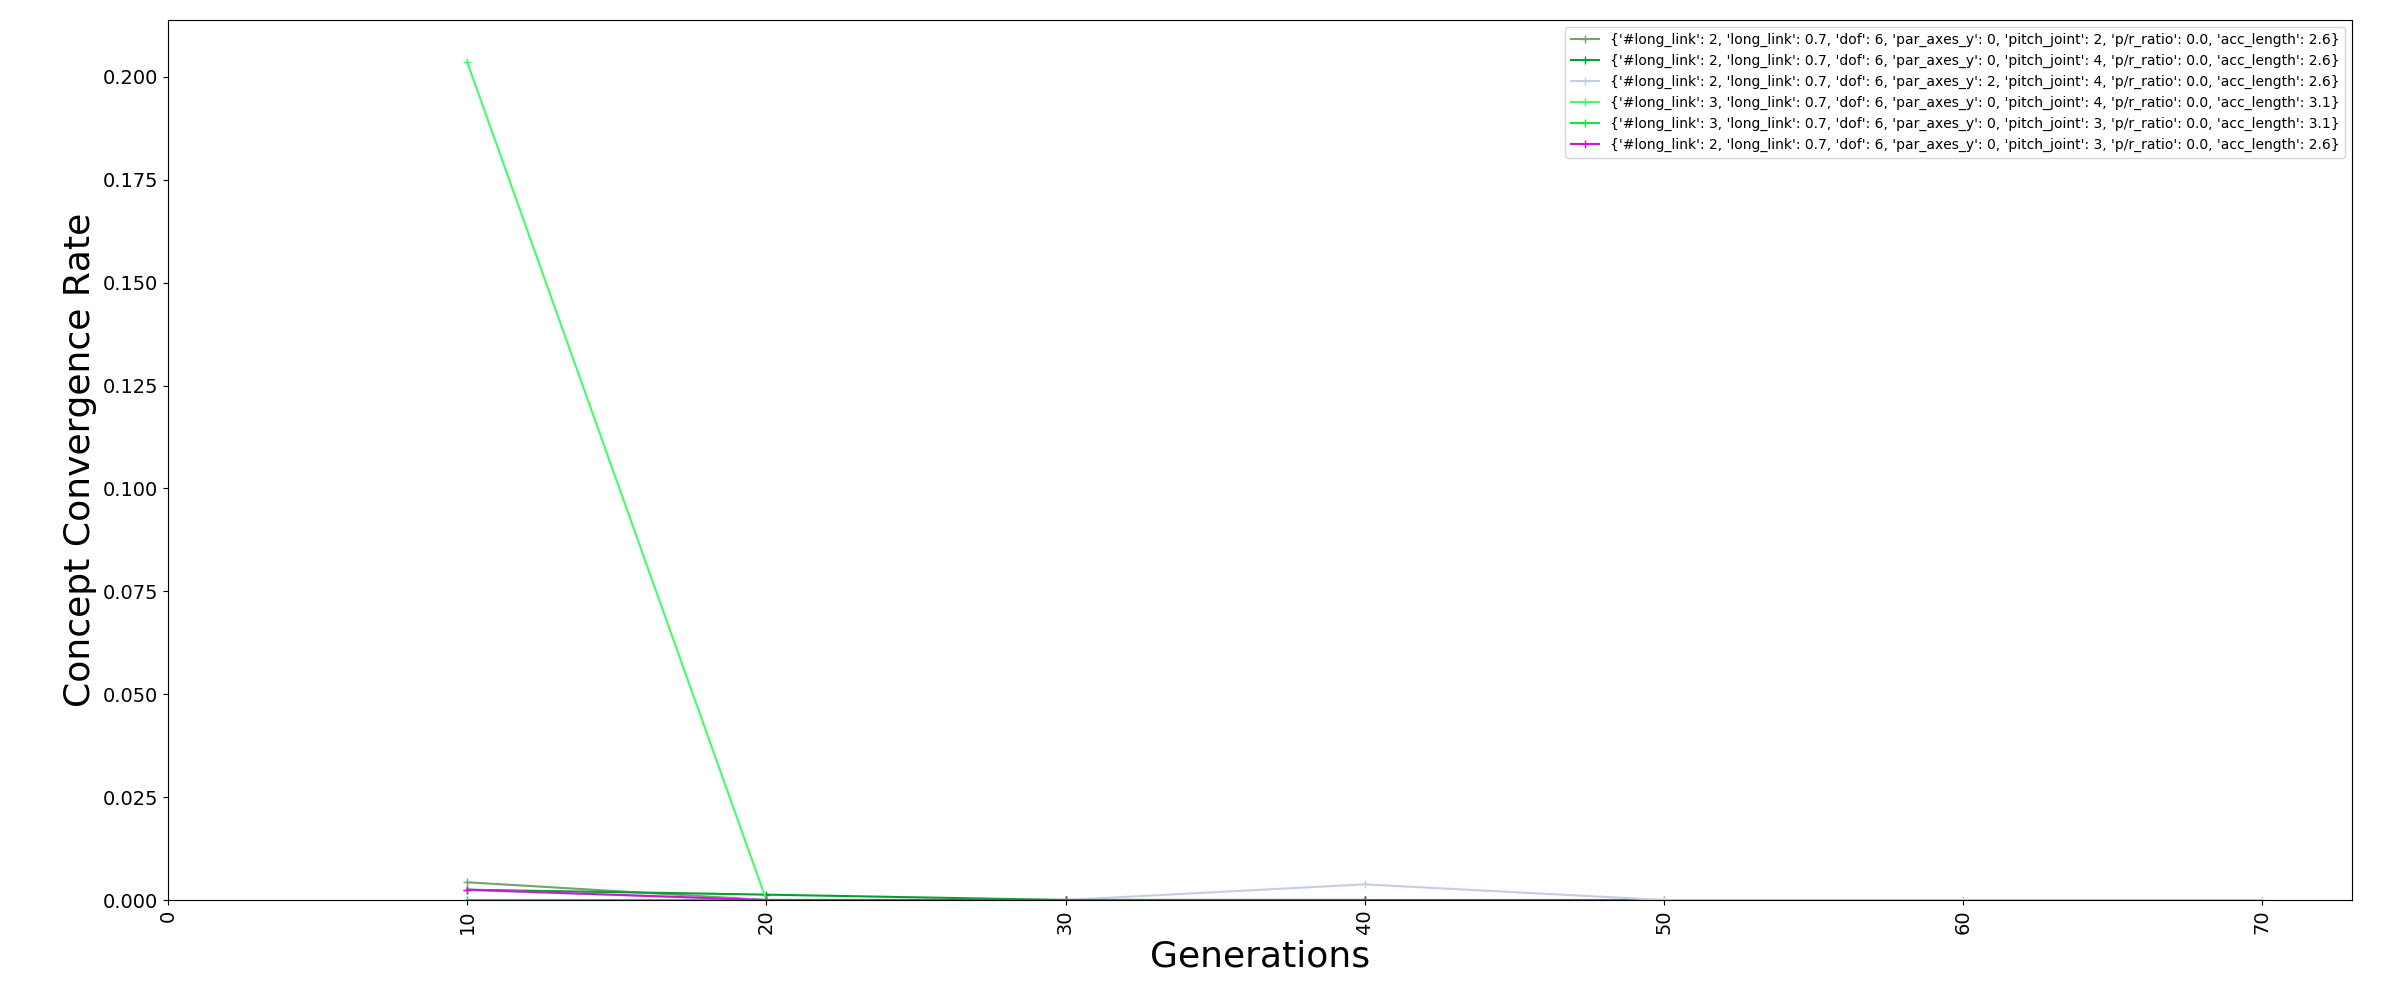 {'#long_link': 2, 'long_link': 0.7, 'dof': 6, 'par_axes_y': 0, 'pitch_joint': 2, 'p/r_ratio': 0.0, 'acc_length': 2.6}
{'#long_link': 2, 'long_link': 0.7, 'dof': 6, 'par_axes_y': 0, 'pitch_joint': 4, 'p/r_ratio': 0.0, 'acc_length': 2.6}
{'#long_link': 2, 'long_link': 0.7, 'dof': 6, 'par_axes_y': 2, 'pitch_joint': 4, 'p/r_ratio': 0.0, 'acc_length': 2.6}
{'#long_link': 3, 'long_link': 0.7, 'dof': 6, 'par_axes_y': 0, 'pitch_joint': 4, 'p/r_ratio': 0.0, 'acc_length': 3.1}
{'#long_link': 3, 'long_link': 0.7, 'dof': 6, 'par_axes_y': 0, 'pitch_joint': 3, 'p/r_ratio': 0.0, 'acc_length': 3.1}
{'#long_link': 2, 'long_link': 0.7, 'dof': 6, 'par_axes_y': 0, 'pitch_joint': 3, 'p/r_ratio': 0.0, 'acc_length': 2.6}
Concept Convergence Rate
0.200
0.175
0.150
0.125
0.100
0.075
0.050
0.025
0.000
0 10 20 30 40 50 60 70
Generations